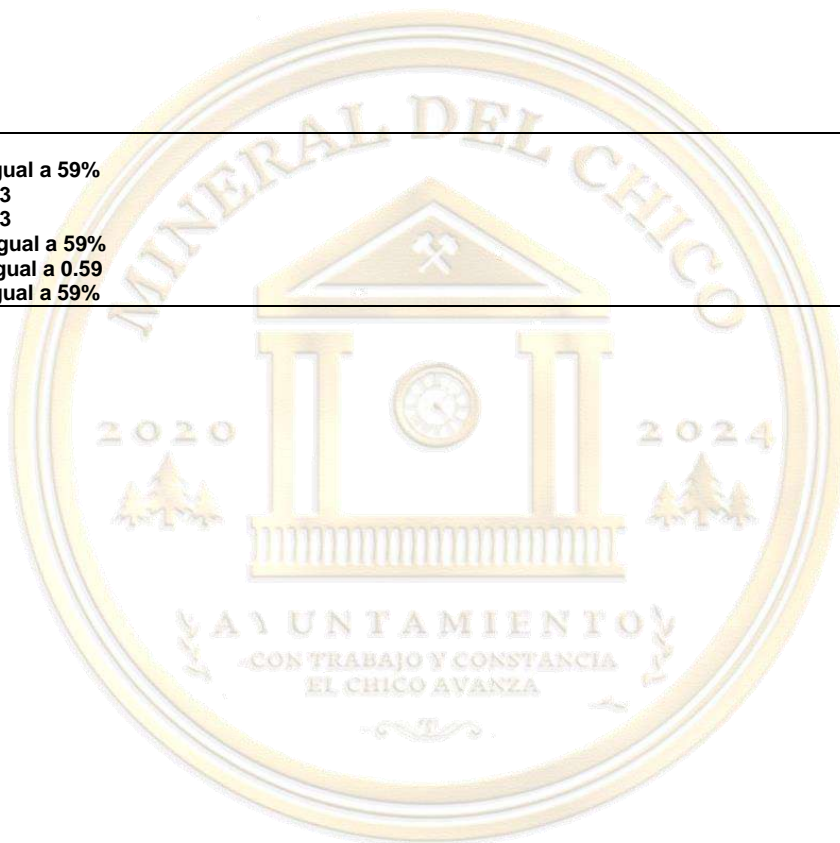 gual a 59%
3
3
gual a 59%
gual a 0.59
gual a 59%
MINERAL DEL CHICO
2020
2024
AYUNTAMIENTO
CON TRABAJO Y CONSTANCIA
EL CHICO AVANZA